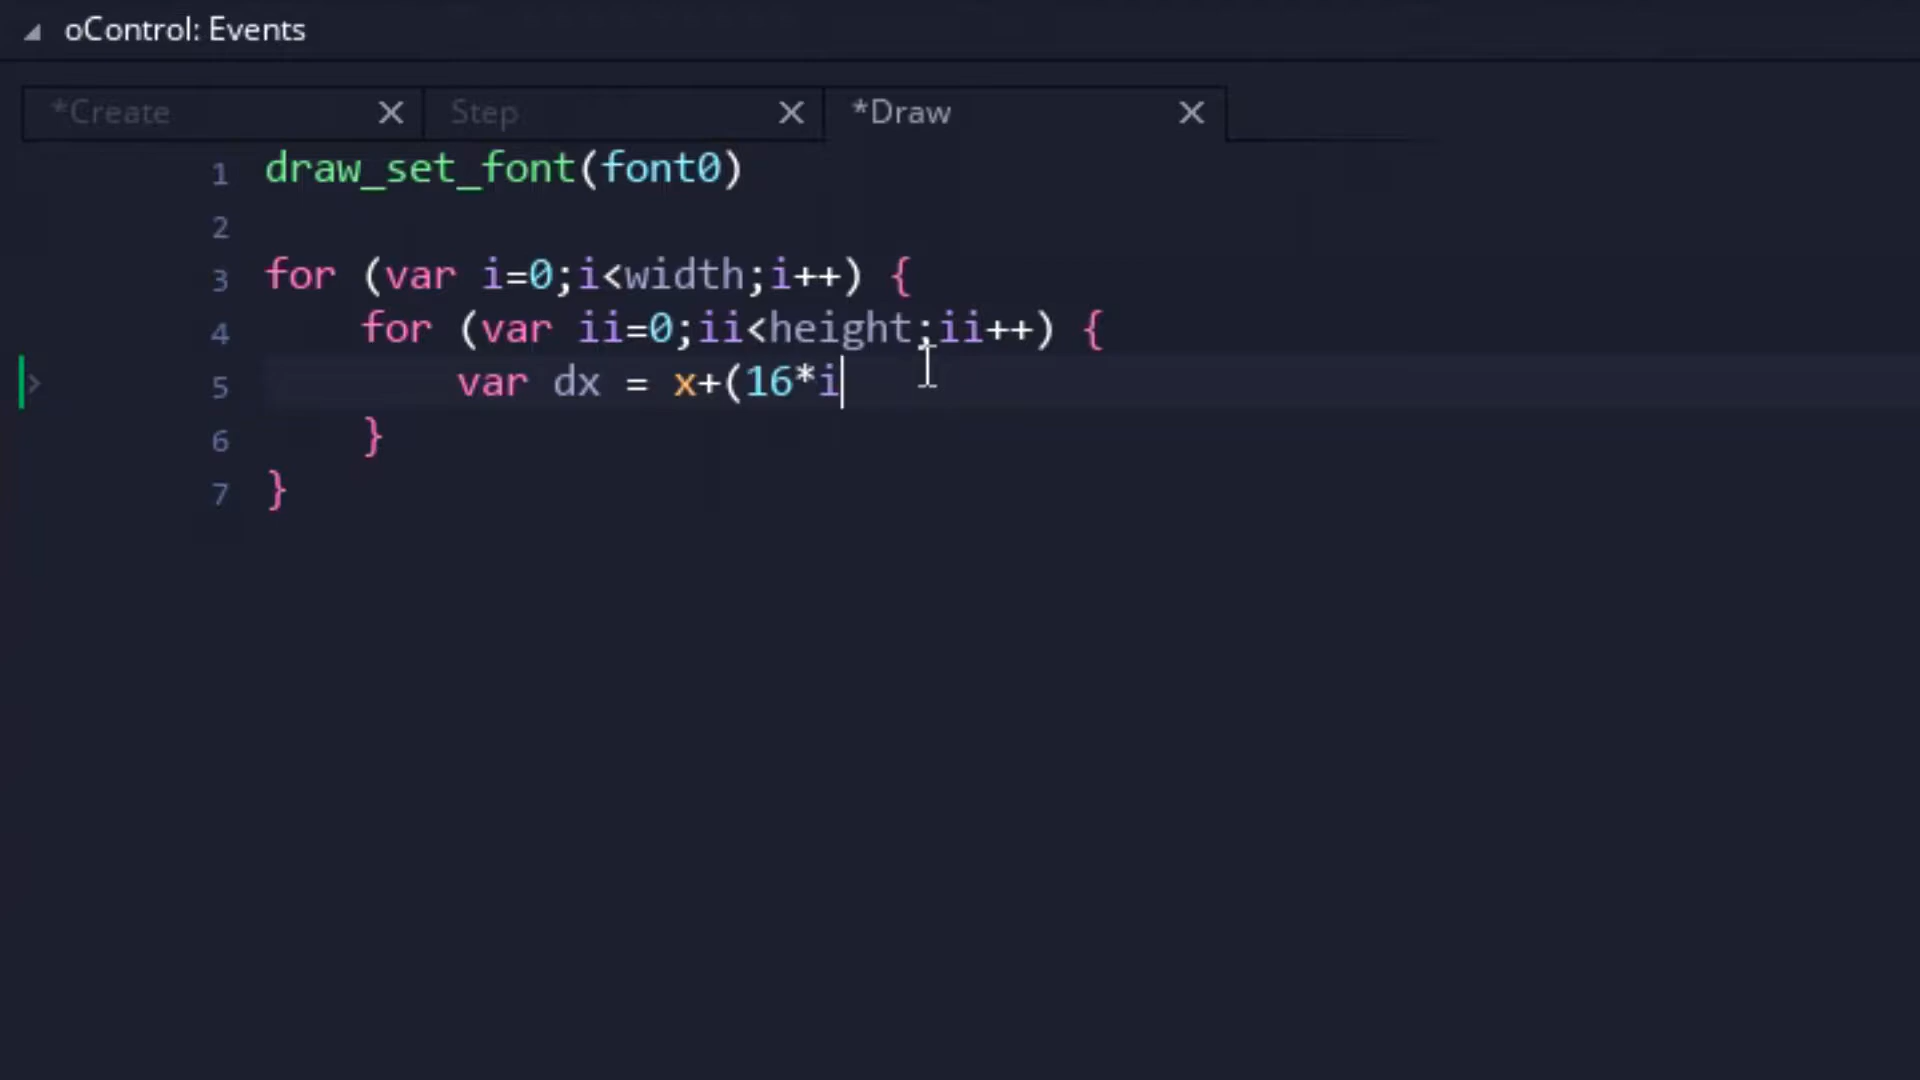 oControl: Events
*Create X Step X *Draw X
1 draw_set_font(font0)
2
3 for (var i=0;i<width;i++) {
4 for (var ii=0;ii<height;ii++) {
5 var dx = x+(16*i
6 }
7 }